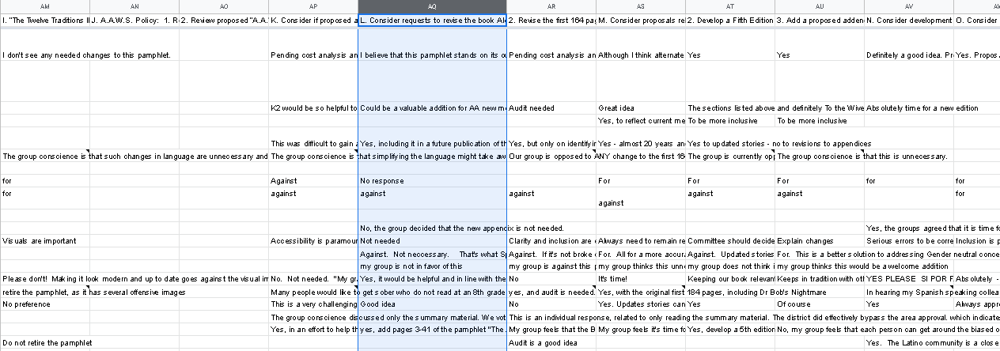 AM AN AO AP AQ AR AS AT AU AV AW
I. "The Twelve Traditions Il J. A.A.W.S. Policy: 1. R 2. Review proposed "A.A.' K. Consider if proposed a L. Consider requests to revise the book Al 2. Revise the first 164 pag M. Consider proposals re 2. Develop a Fifth Edition 3. Add a proposed adden N. Consider development O. Consider
I don't see any needed changes to this pamphlet. Pending cost analysis an I believe that this pamphlet stands on its o Pending cost analysis an Although I think alternate Yes Yes Definitely a good idea. Pr Yes. Propos
K2 would be so helpful to Could be a valuable addition for AA new m Audit needed Great idea The sections listed above and definitely To the Wive Absolutely time for a new edition
Yes, to reflect current me To be more inclusive To be more inclusive
This was difficult to gain a Yes, including it in a future publication of th Yes, but only on identifyin Yes - almost 20 years an Yes to updated stories - no to revisions to appendices
The group conscience is that such changes in language are unnecessary and The group conscience is that simplifying the language might take aw Our group is opposed to ANY change to the first 16 The group is currently opp The group conscience is that this is unnecessary.
for Against No response For For For for for
for against against against against against for
against
No, the group decided that the new appendix is not needed. Yes, the groups agreed that it is time fo
Visuals are important Accessibility is paramour Not needed Clarity and inclusion are Always need to remain re Committee should decide Explain changes Serious errors to be corre Inclusion is p
Against. Not neccessary. That's what Sp Against. If it's not broke For. All for a more accur Against. Updated stories For. This is a better solution to addressing Gender neutral conce
my group is not in favor of this my group is against this p my group thinks this unn my group does not think i my group thinks this would be a welcome addition
Please don't! Making it look modern and up to date goes against the visual im No. Not needed. "My gr Yes, it would be helpful and in line with the No It's time! Keeping our book relevan Keeps in tradition with ot YES PLEASE SI POR F Absolutely -
retire the pamphlet, as it has several offensive images Many people would like to get sober who do not read at an 8th grade yes, and audit is needed. Yes, with the original first 184 pages, including Dr Bob's Nightmare In hearing my Spanish speaking collea
No preference This is a very challenging Good idea No Yes. Updates stories can Yes Of course Yes Always appro
The group conscience discussed only the summary material. We vot This is an individual response, related to only reading the summary material. The district did effectively bypass the area approval. which indicates
Yes, in an effort to help th yes, add pages 3-41 of the pamphlet "The My group feels that the B My group feels it's time fo Yes, develop a 5th edition No, my group feels that each person can get around the biased o
Do not retire the pamphlet Audit is a good idea Yes. The Latino community is a close